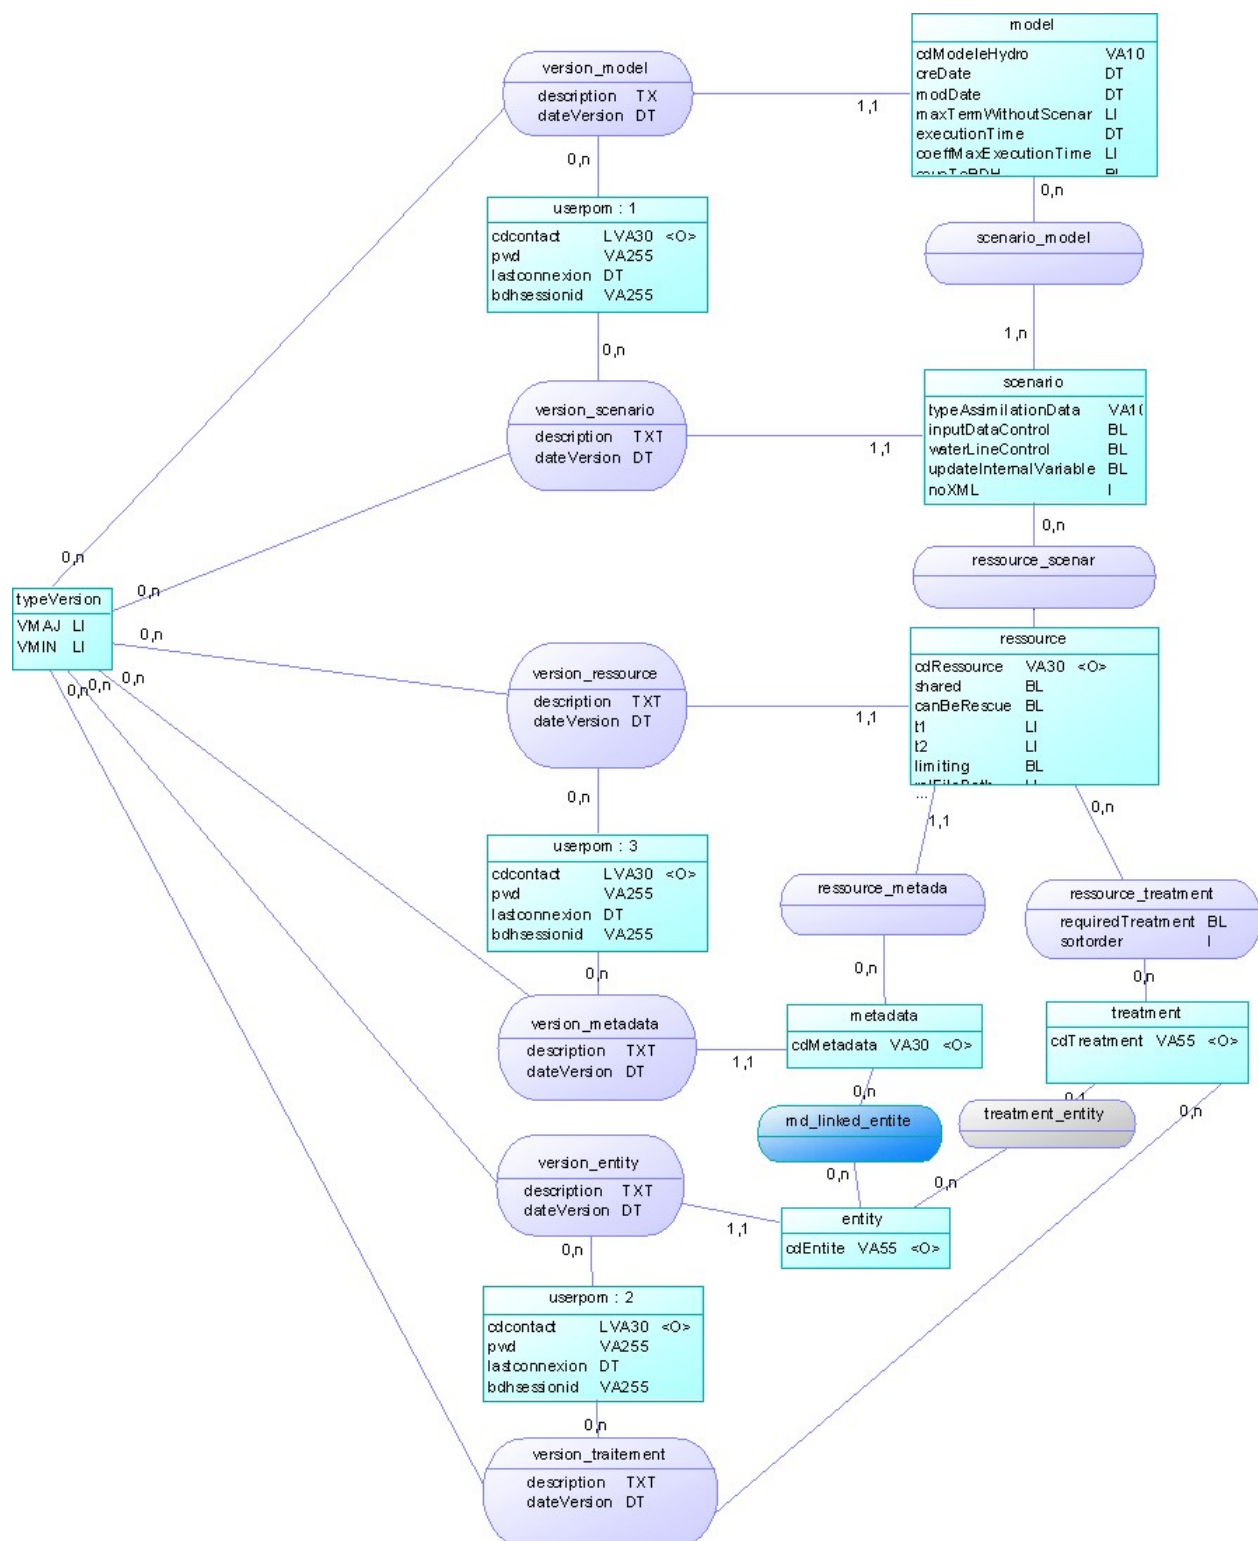 model
cdModeleHydro VA10
creDate DT
modDate DT
maxTermWithoutScenar LI
executionTime DT
coeffMaxExecutionTime LI
version_model
description TX
dateVersion DT
1,1
0,n
0,n
userpom : 1
cdcontact LVA30 <O>
pwd VA255
lastconnexion DT
bdhsessionid VA255
scenario_model
0,n
1,n
version_scenario
description TXT
dateVersion DT
1,1
scenario
typeAssimilationData VA10
inputDataControl BL
waterLineControl BL
updateInternalVariable BL
noXML I
0,n
0,n
ressource_scenar
0,n
typeVersion
VMAJ LI
VMIN LI
0,n
0,n
0,n
0,n
version_ressource
description TXT
dateVersion DT
1,1
ressource
cdRessource VA30 <O>
shared BL
canBeRescue BL
t1 LI
t2 LI
limiting BL
relFilePath LI
...
0,n
1,1
0,n
userpom : 3
cdcontact LVA30 <O>
pwd VA255
lastconnexion DT
bdhsessionid VA255
ressource_metada
ressource_treatment
requiredTreatment BL
sortorder I
0,n
0,n
0,n
version_metadata
description TXT
dateVersion DT
1,1
metadata
cdMetadata VA30 <O>
treatment
cdTreatment VA55 <O>
0,n
0,1
0,n
md_linked_entite
treatment_entity
version_entity
description TXT
dateVersion DT
0,n
0,n
1,1
entity
cdEntite VA55 <O>
0,n
userpom : 2
cdcontact LVA30 <O>
pwd VA255
lastconnexion DT
bdhsessionid VA255
0,n
version_traitement
description TXT
dateVersion DT